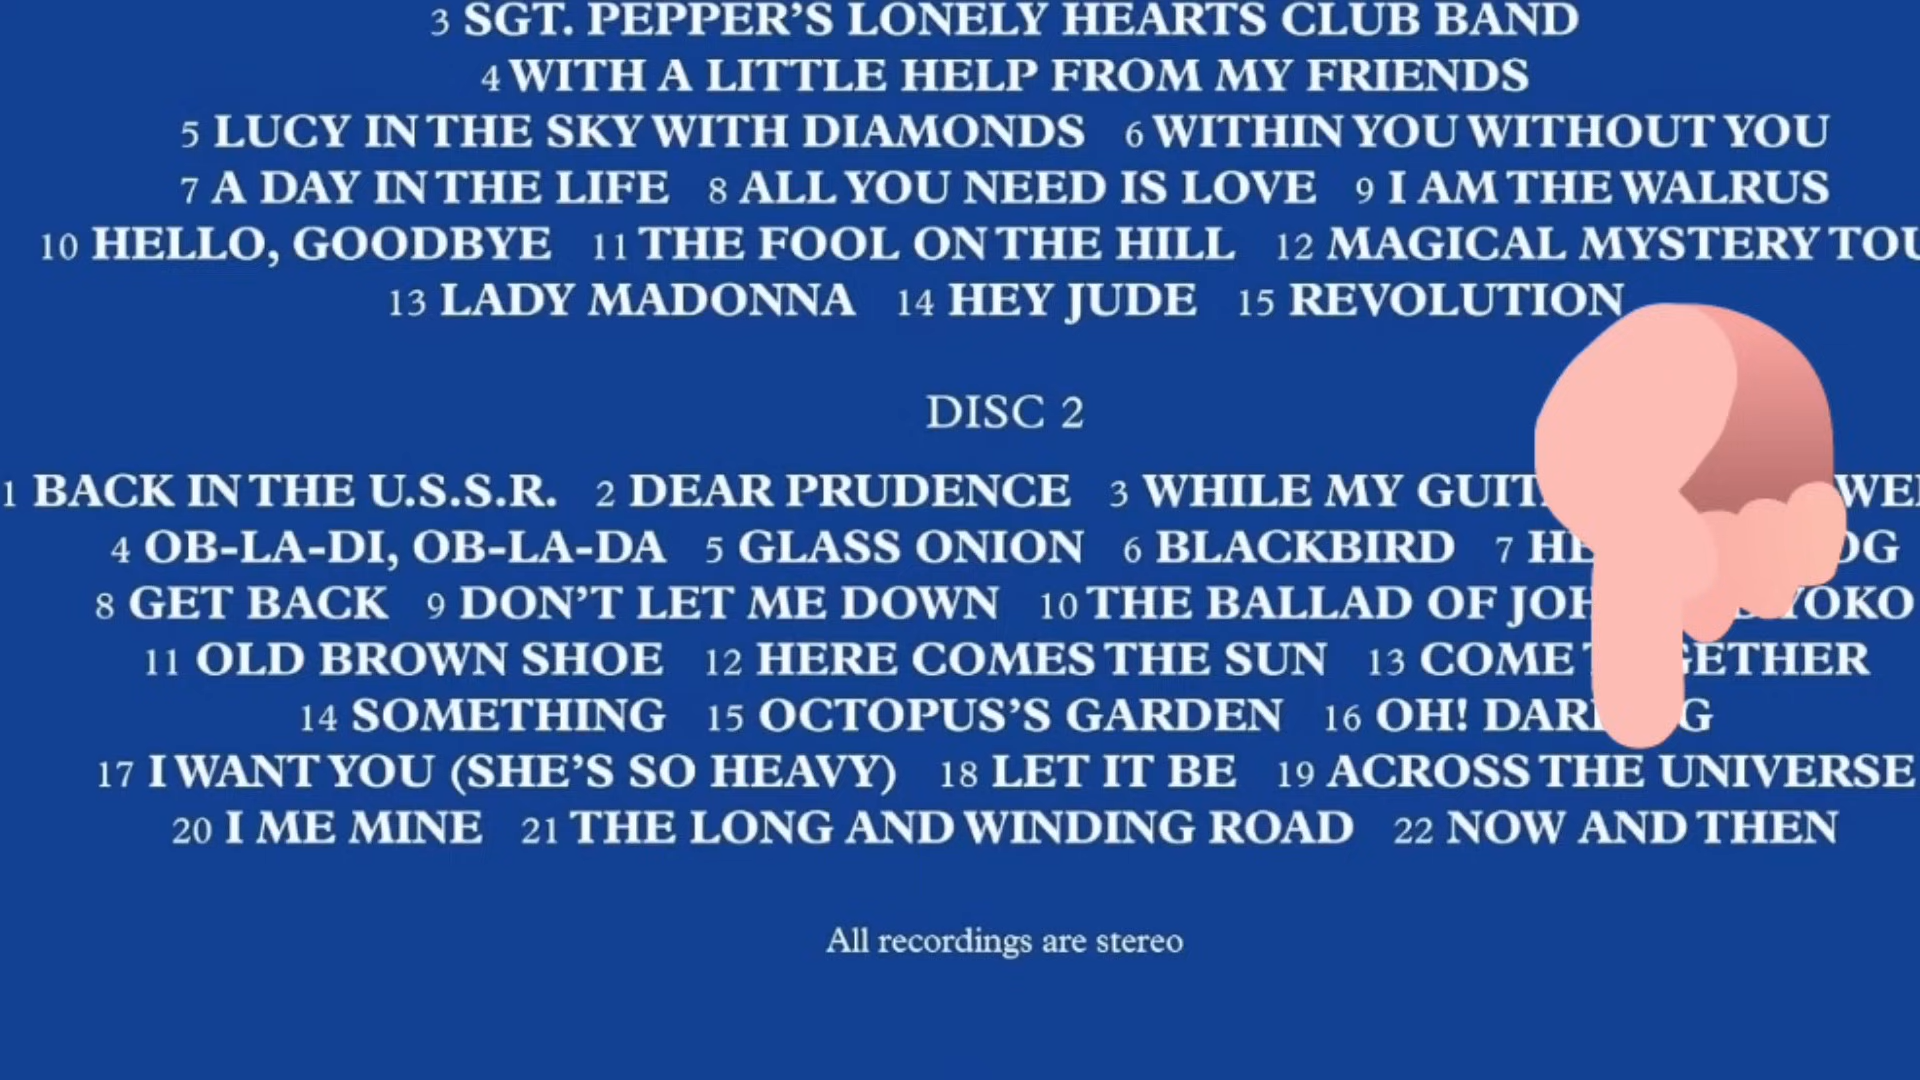 3 SGT. PEPPER’S LONELY HEARTS CLUB BAND
4 WITH A LITTLE HELP FROM MY FRIENDS
5 LUCY IN THE SKY WITH DIAMONDS 6 WITHIN YOU WITHOUT YOU
7 A DAY IN THE LIFE 8 ALL YOU NEED IS LOVE 9 I AM THE WALRUS
10 HELLO, GOODBYE 11 THE FOOL ON THE HILL 12 MAGICAL MYSTERY TOU
13 LADY MADONNA 14 HEY JUDE 15 REVOLUTION
DISC 2
1 BACK IN THE U.S.S.R. 2 DEAR PRUDENCE 3 WHILE MY
4 OB-LA-DI, OB-LA-DA 5 GLASS ONION 6 BLACKBIRD 7
8 GET BACK 9 DON’T LET ME DOWN 10 THE BALLAD OF YOKO
11 OLD BROWN SHOE 12 HERE COMES THE SUN 13 COME
14 SOMETHING 15 OCTOPUS’S GARDEN 16 OH!
17 I WANT YOU (SHE’S SO HEAVY) 18 LET IT BE 19 ACROSS THE UNIVERSE
20 I ME MINE 21 THE LONG AND WINDING ROAD 22 NOW AND THEN
All recordings are stereo